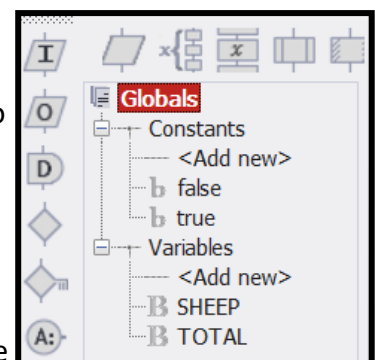 I
x{ x
Globals
O
Constants
<Add new>
D
b false
b true
Variables
<Add new>
B SHEEP
A:
B TOTAL